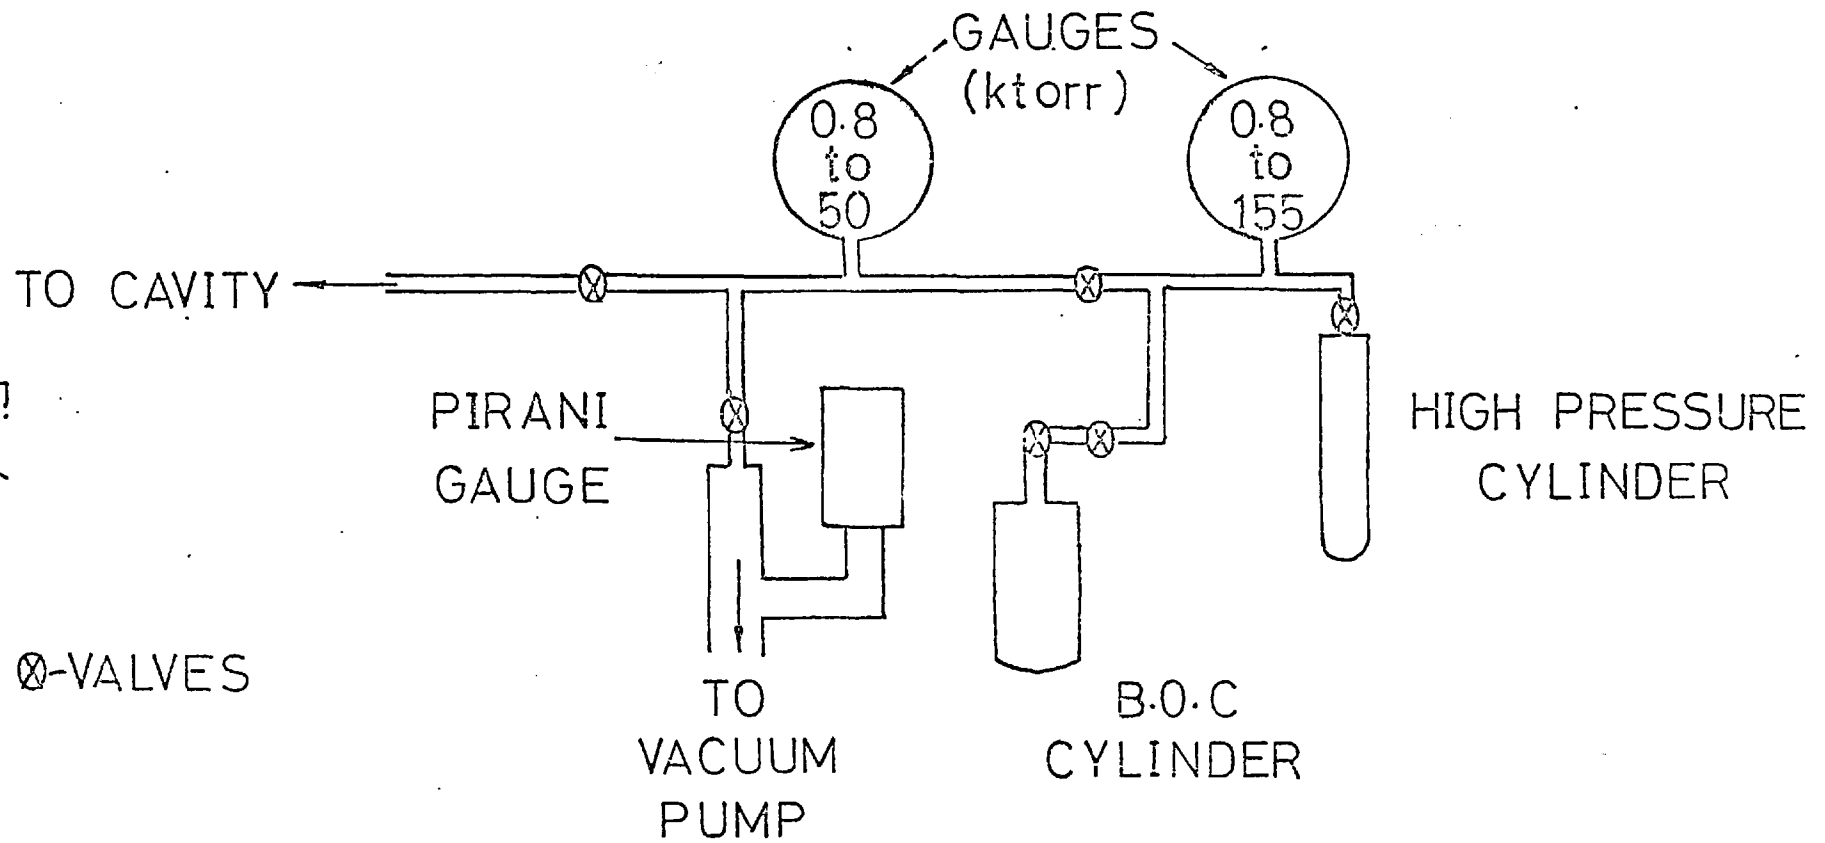 GAUGES
(ktorr)
0.8
to
50
0.8
to
155
TO CAVITY
PIRANI
GAUGE
HIGH PRESSURE
CYLINDER
⊗-VALVES
TO
VACUUM
PUMP
B.O.C
CYLINDER